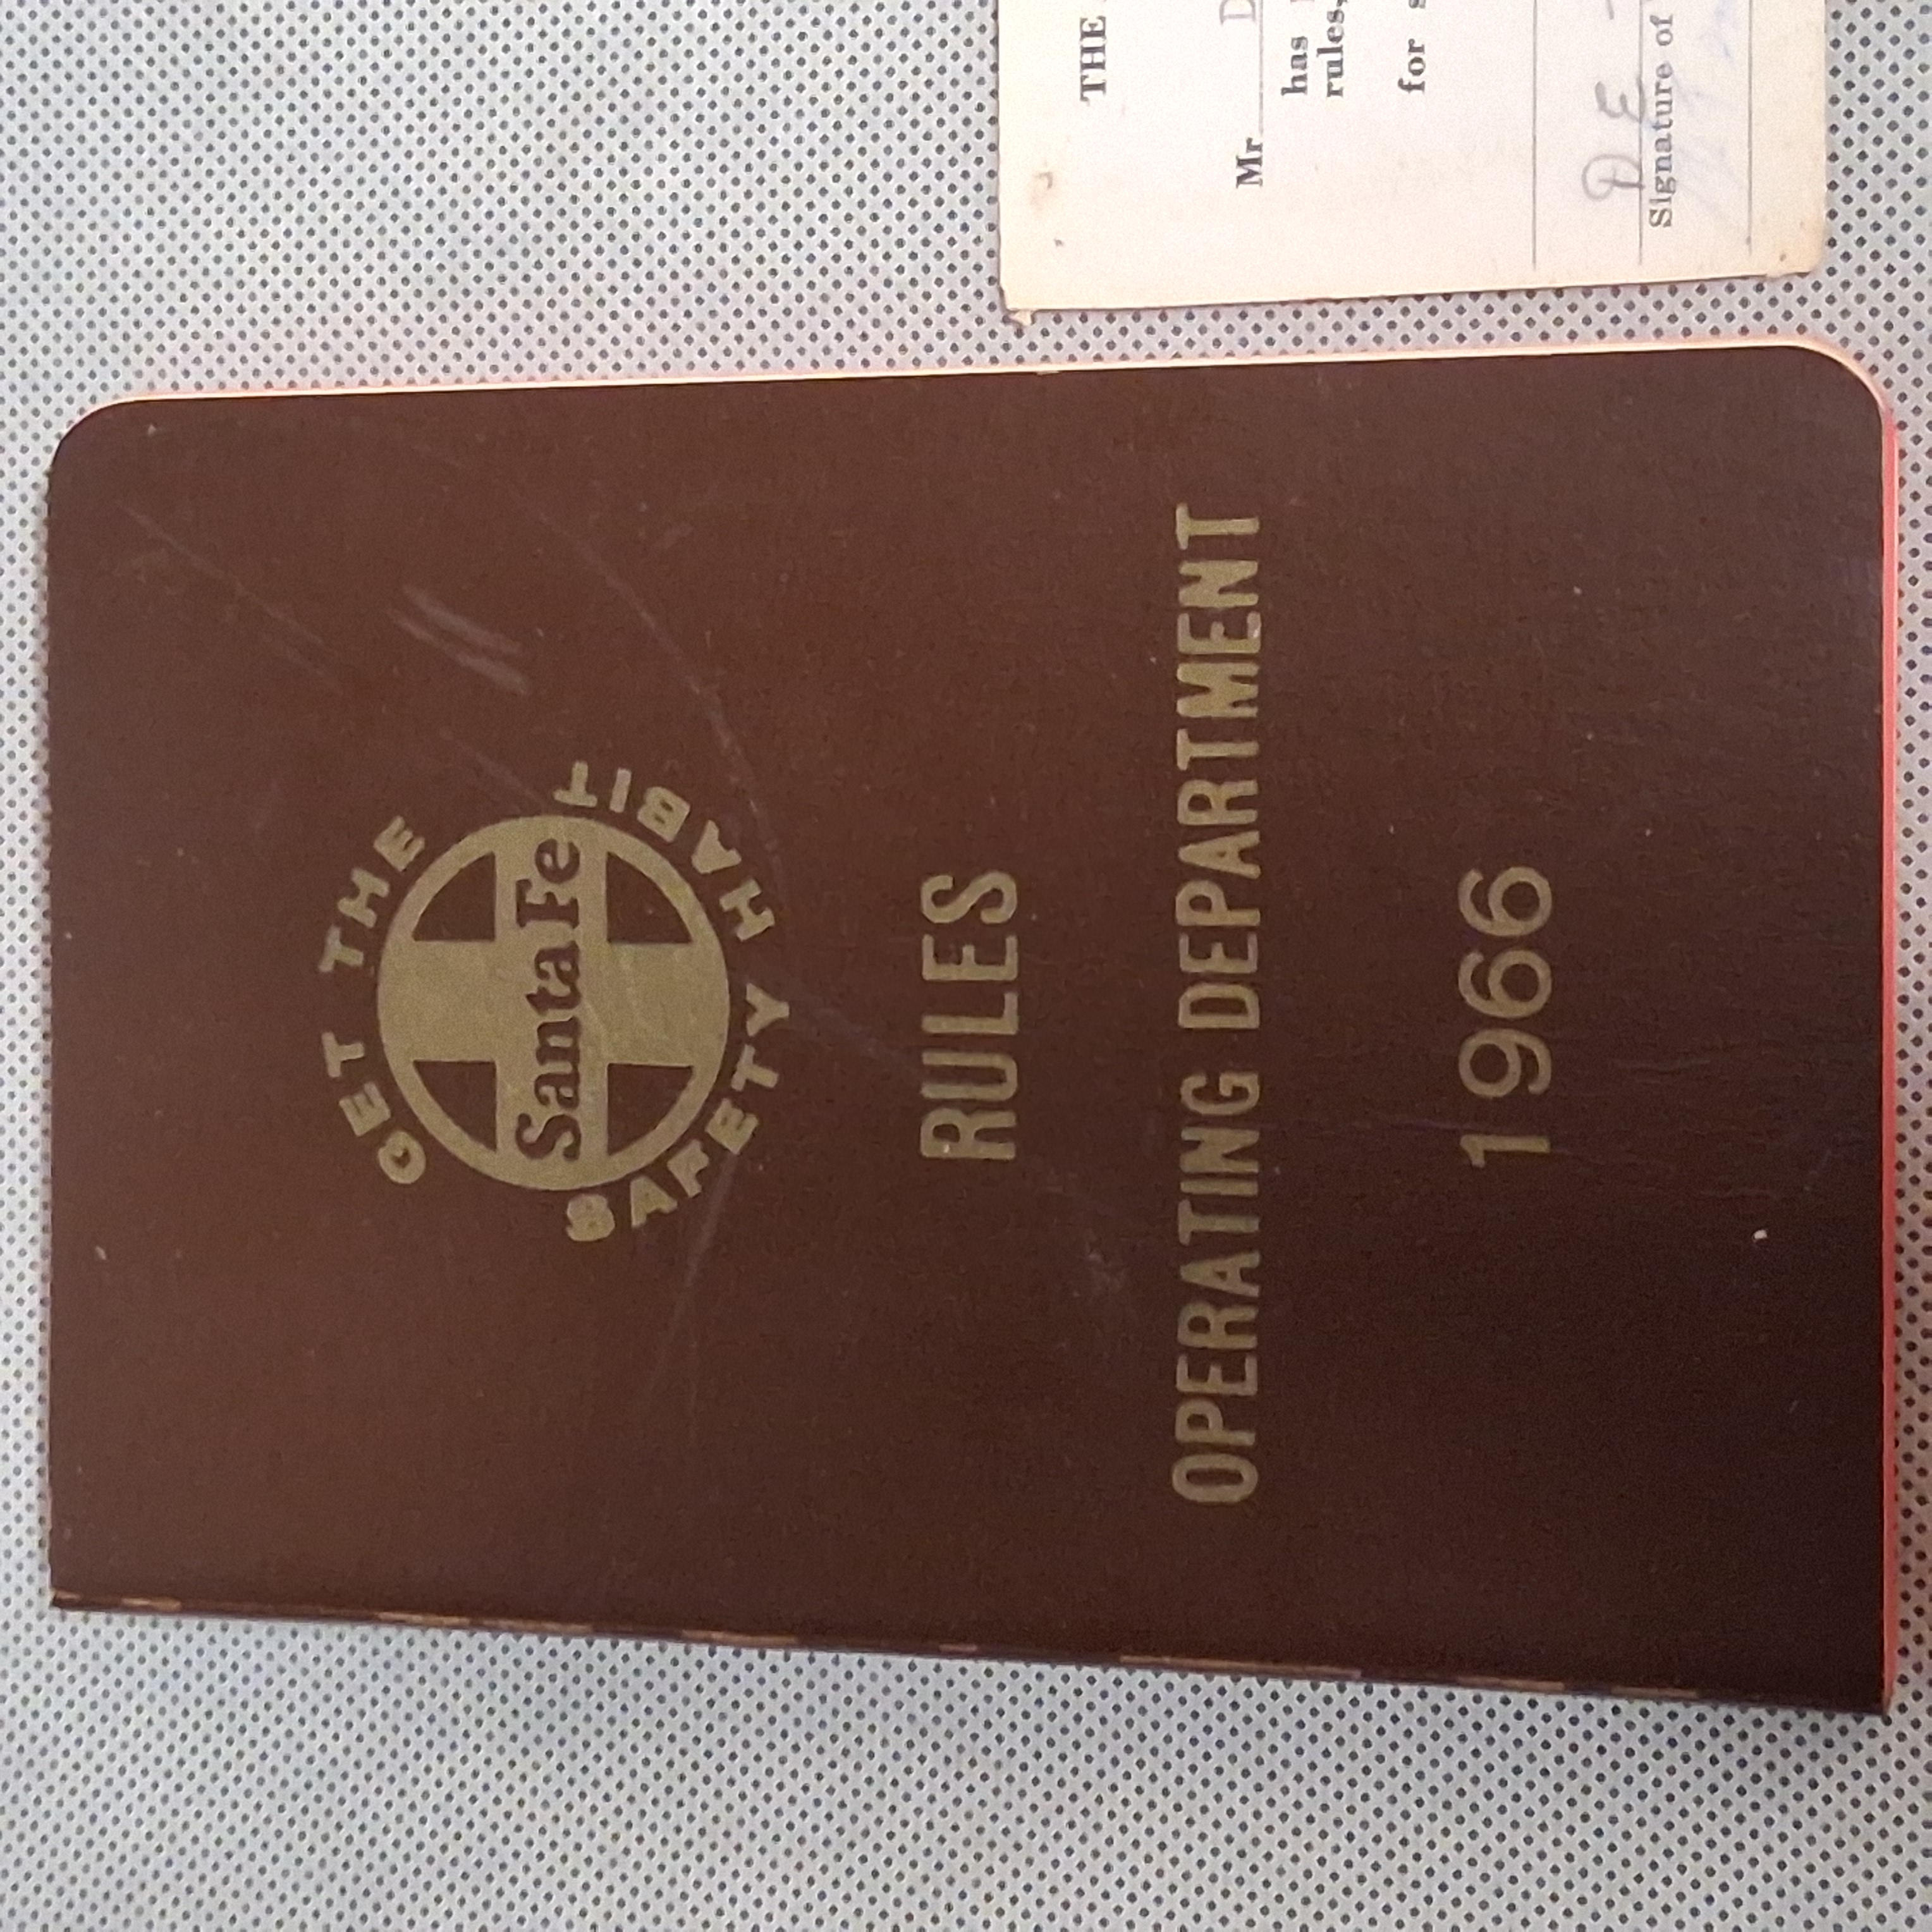 GET THE
Santa Fe
SAFETY HABIT
RULES
OPERATING DEPARTMENT
1966
THE
Mr D
has
rules,
for s
D E
Signature of